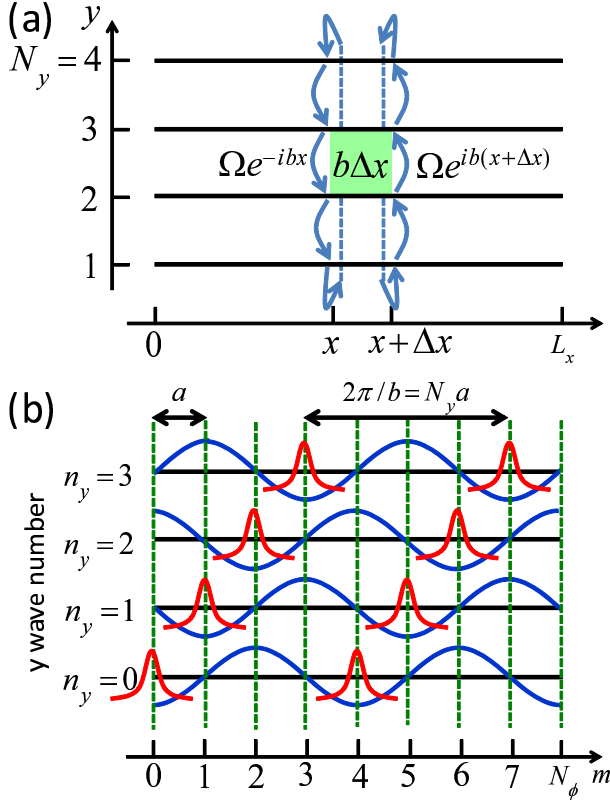 (a)
y
N_y = 4
3
Ωe^{-ibx} bΔx Ωe^{ib(x+Δx)}
2
1
0 x x+Δx L_x
(b)
a 2π/b=N_y a
n_y = 3
n_y = 2
n_y = 1
n_y = 0
y wave number
0 1 2 3 4 5 6 7 N_ϕ m